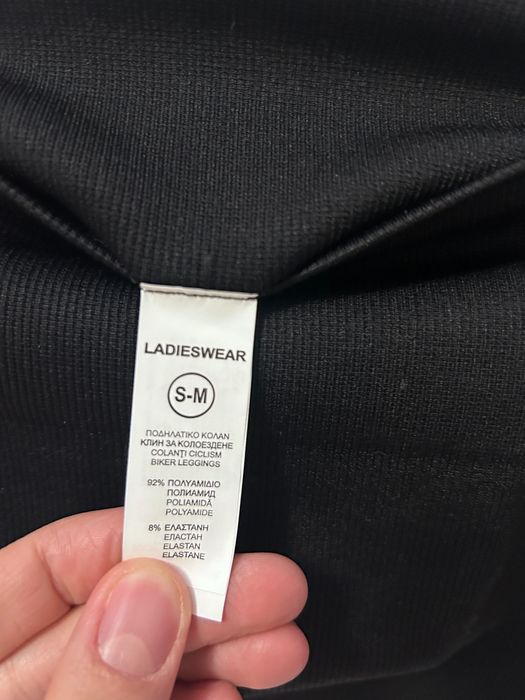 LADIESWEAR
S-M
ΠΟΔΗΛΑΤΙΚΟ ΚΟΛΑΝ
КЛИН ЗА КОЛОЕЗДЕНЕ
COLANȚI CICLISM
BIKER LEGGINGS
92% ΠΟΛΥΑΜΙΔΙΟ
ПОЛИАМИД
POLIAMIDĂ
POLYAMIDE
8% ΕΛΑΣΤΑΝΗ
ЕЛАСТАН
ELASTAN
ELASTANE